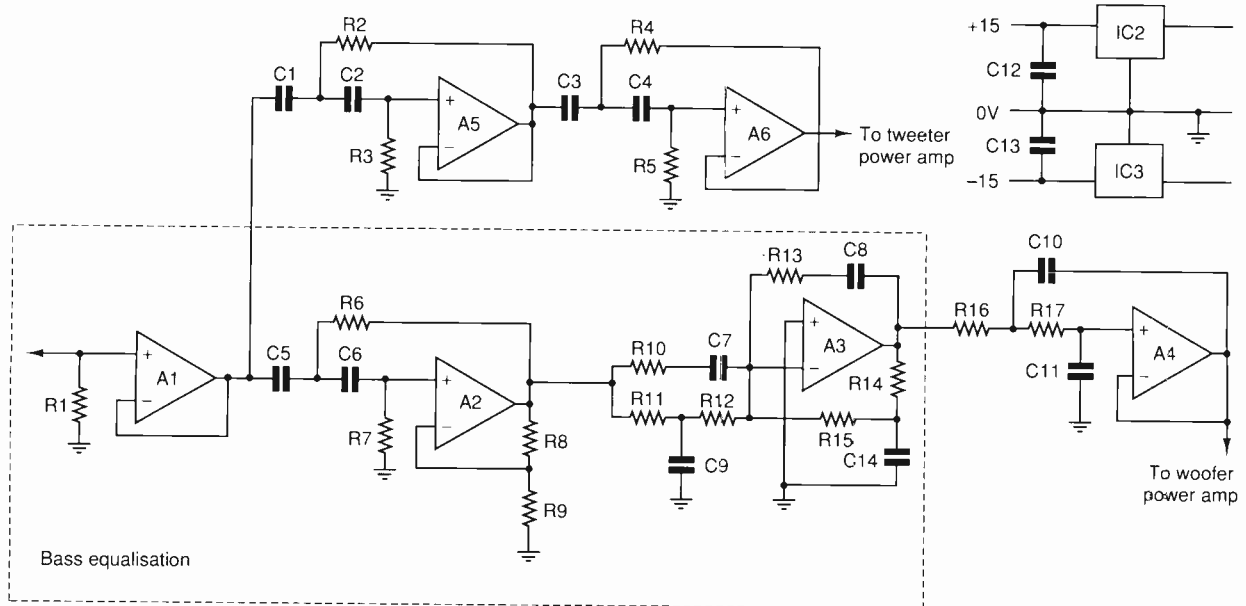 R2
R4
+15
IC2
C1
C2
C3
C4
C12
+
A5
−
+
A6
−
To tweeter
power amp
0V
R3
R5
C13
−15
IC3
R13
C8
C10
R6
R16
R17
+
A1
−
C5
C6
R10
C7
+
A3
−
+
A4
−
R1
+
A2
−
R14
C11
R7
R11
R12
R8
R15
C9
C14
R9
To woofer
power amp
Bass equalisation